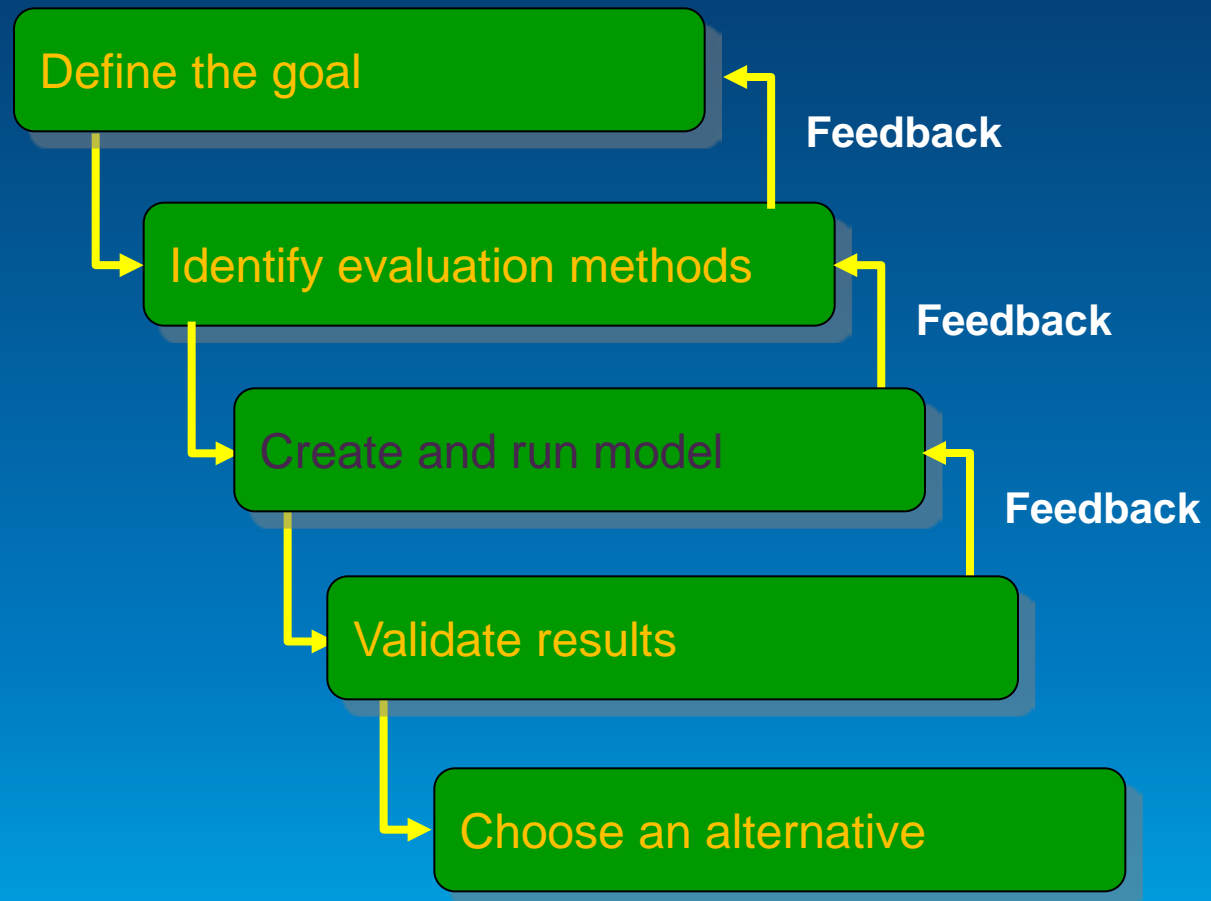 Define the goal
Feedback
Identify evaluation methods
Feedback
Create and run model
Feedback
Validate results
Choose an alternative